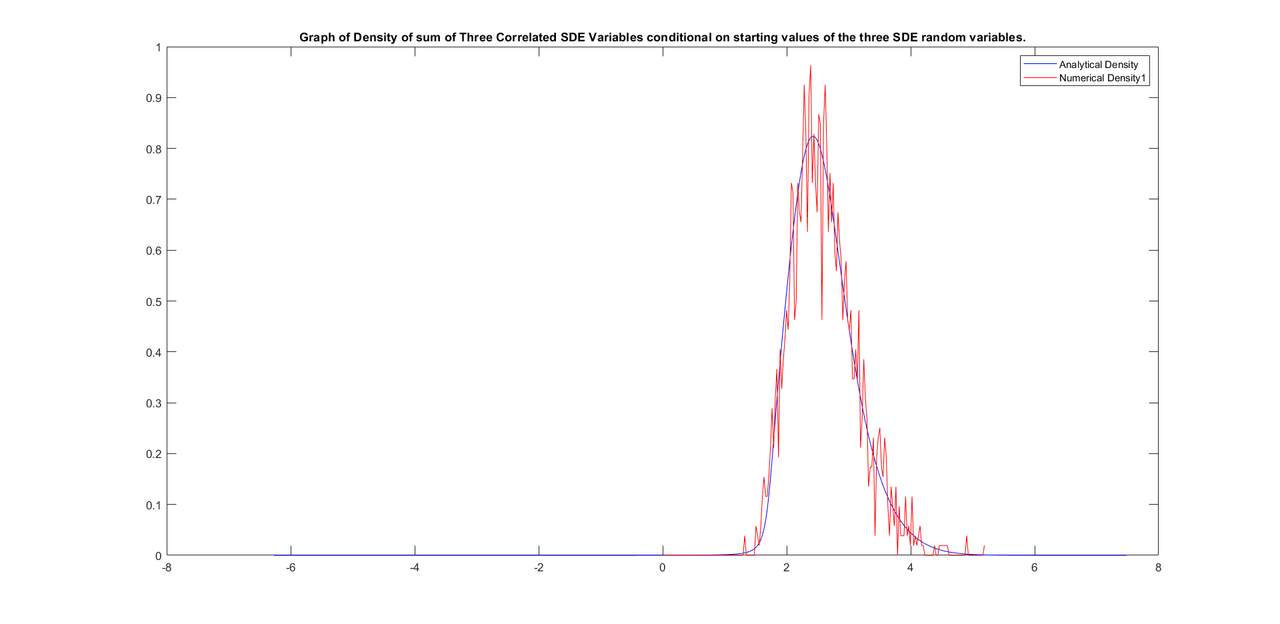 Graph of Density of sum of Three Correlated SDE Variables conditional on starting values of the three SDE random variables.
Analytical Density
Numerical Density1
1
0.9
0.8
0.7
0.6
0.5
0.4
0.3
0.2
0.1
0
-8 -6 -4 -2 0 2 4 6 8